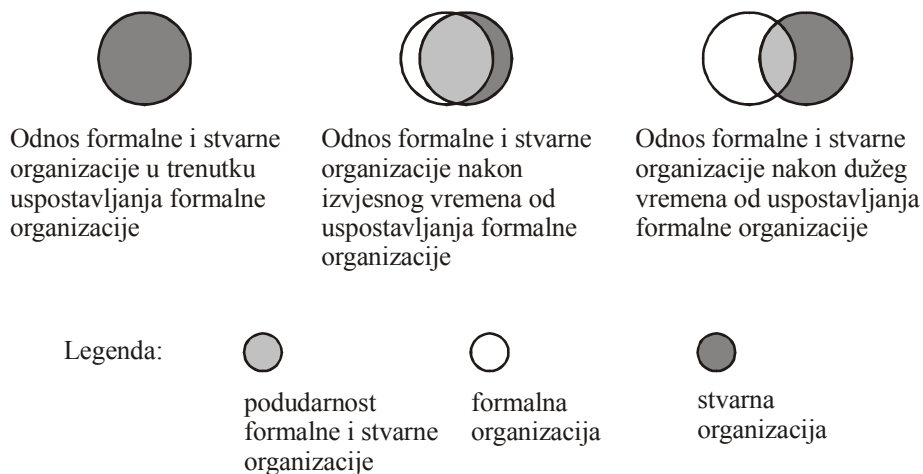 Odnos formalne i stvarne
organizacije u trenutku
uspostavljanja formalne
organizacije
Odnos formalne i stvarne
organizacije nakon
izvjesnog vremena od
uspostavljanja formalne
organizacije
Odnos formalne i stvarne
organizacije nakon dužeg
vremena od uspostavljanja
formalne organizacije
Legenda:
podudarnost
formalne i stvarne
organizacije
formalna
organizacija
stvarna
organizacija